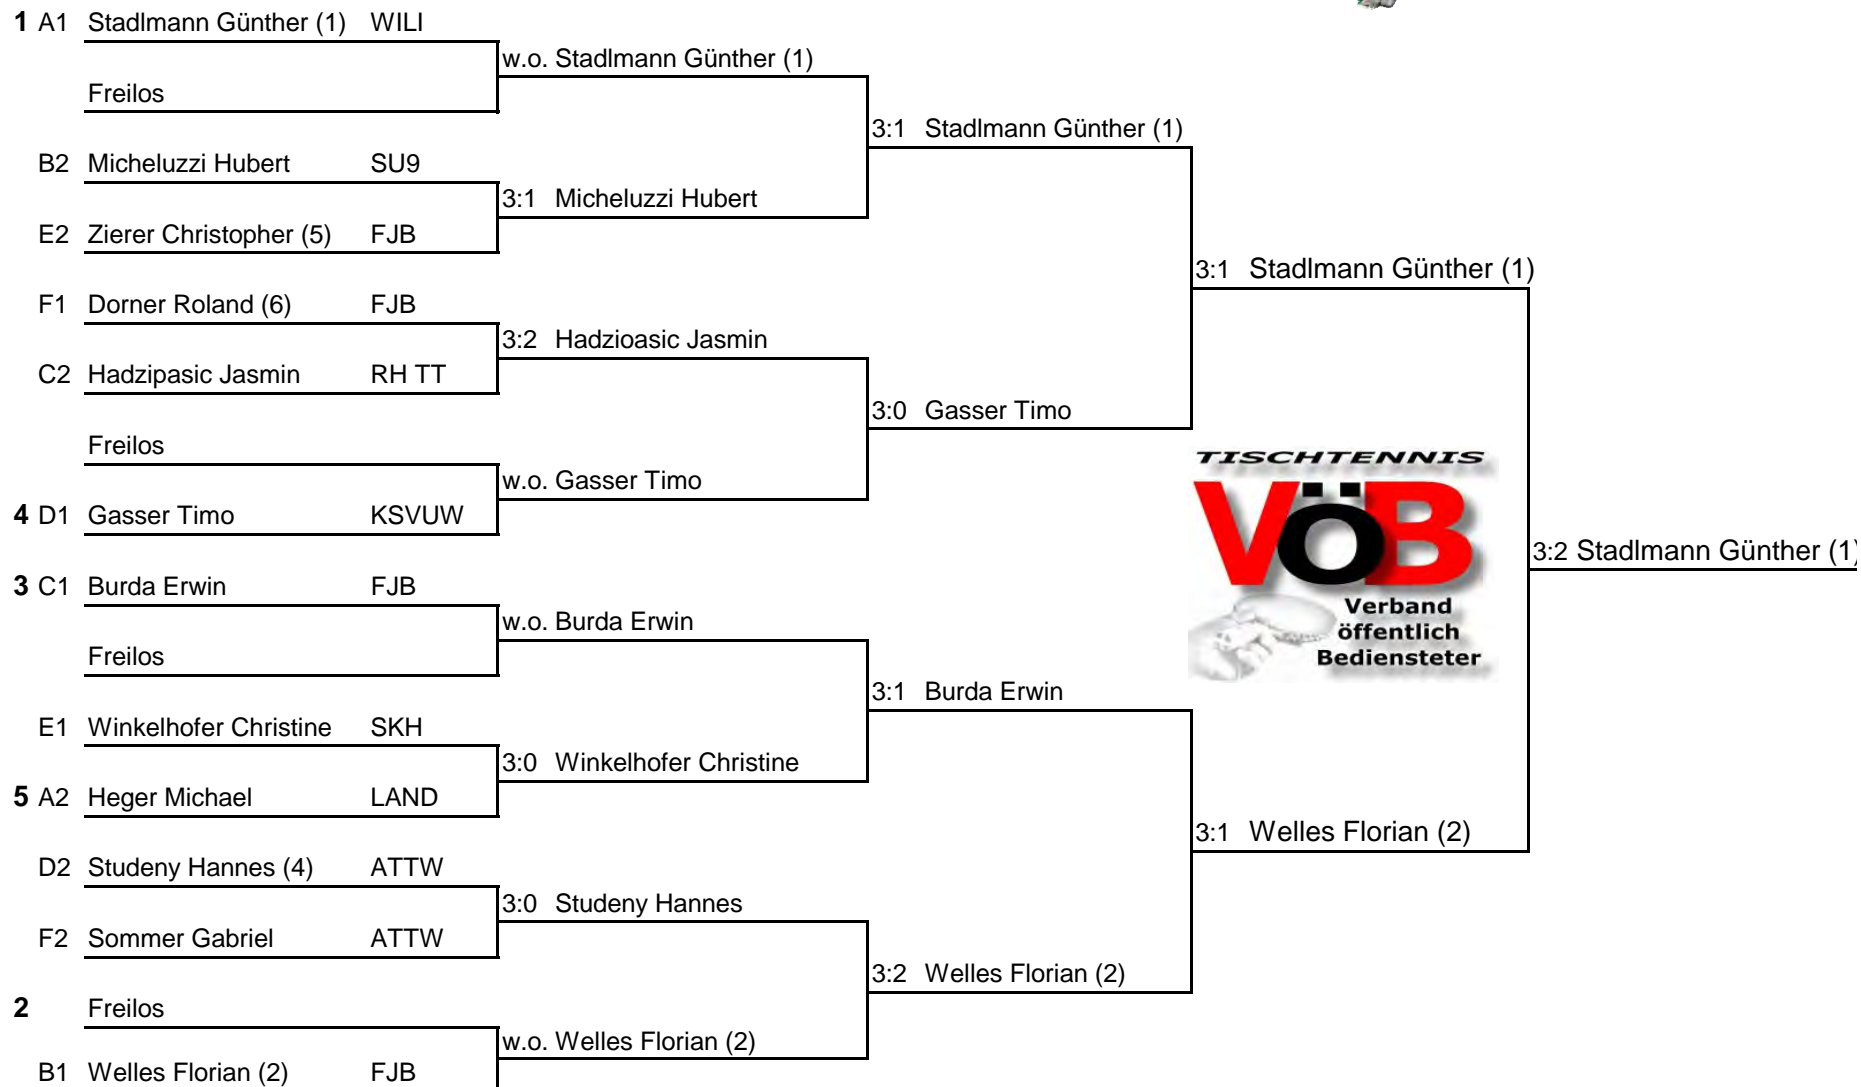 1 A1 Stadlmann Günther (1) WILI
w.o. Stadlmann Günther (1)
Freilos
3:1 Stadlmann Günther (1)
B2 Micheluzzi Hubert SU9
3:1 Micheluzzi Hubert
E2 Zierer Christopher (5) FJB
3:1 Stadlmann Günther (1)
F1 Dorner Roland (6) FJB
3:2 Hadzioasic Jasmin
C2 Hadzipasic Jasmin RH TT
3:0 Gasser Timo
Freilos
w.o. Gasser Timo
4 D1 Gasser Timo KSVUW
TISCHTENNIS
VÖB
Verband
öffentlich
Bediensteter
3:2 Stadlmann Günther (1)
3 C1 Burda Erwin FJB
w.o. Burda Erwin
Freilos
3:1 Burda Erwin
E1 Winkelhofer Christine SKH
3:0 Winkelhofer Christine
5 A2 Heger Michael LAND
3:1 Welles Florian (2)
D2 Studeny Hannes (4) ATTW
3:0 Studeny Hannes
F2 Sommer Gabriel ATTW
3:2 Welles Florian (2)
2 Freilos
w.o. Welles Florian (2)
B1 Welles Florian (2) FJB